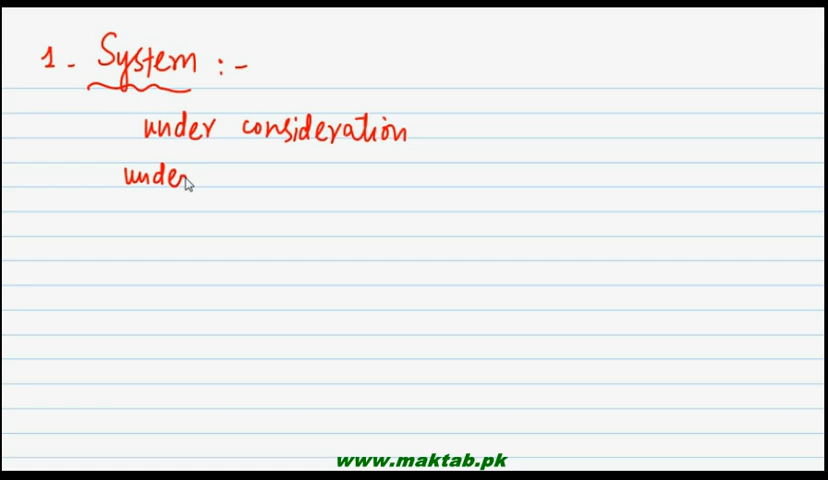 1 - System :-
under consideration
under
www.maktab.pk